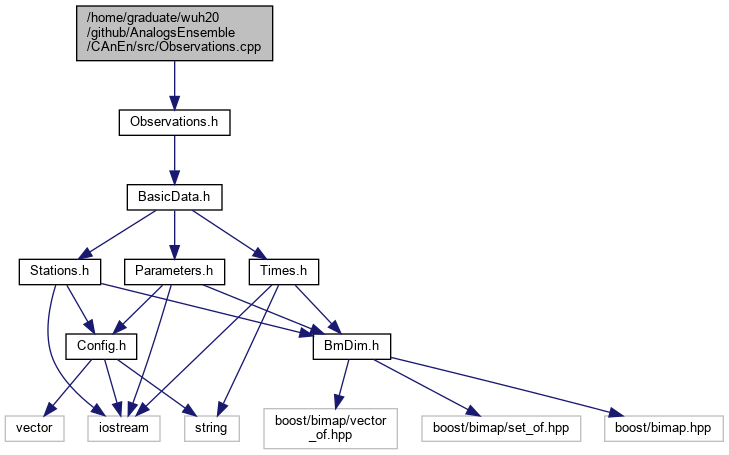 /home/graduate/wuh20
/github/AnalogsEnsemble
/CAnEn/src/Observations.cpp
Observations.h
BasicData.h
Stations.h
Parameters.h
Times.h
Config.h
BmDim.h
vector
iostream
string
boost/bimap/vector
_of.hpp
boost/bimap/set_of.hpp
boost/bimap.hpp